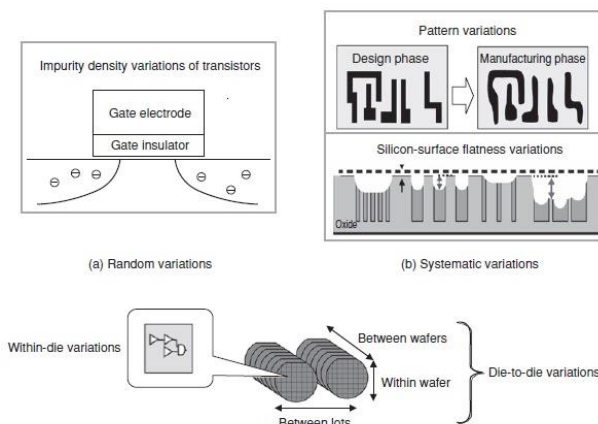 Impurity density variations of transistors
Gate electrode
Gate insulator
(a) Random variations
Pattern variations
Design phase
Manufacturing phase
Silicon-surface flatness variations
Oxide
(b) Systematic variations
Within-die variations
Between wafers
Within wafer
Between lots
Die-to-die variations